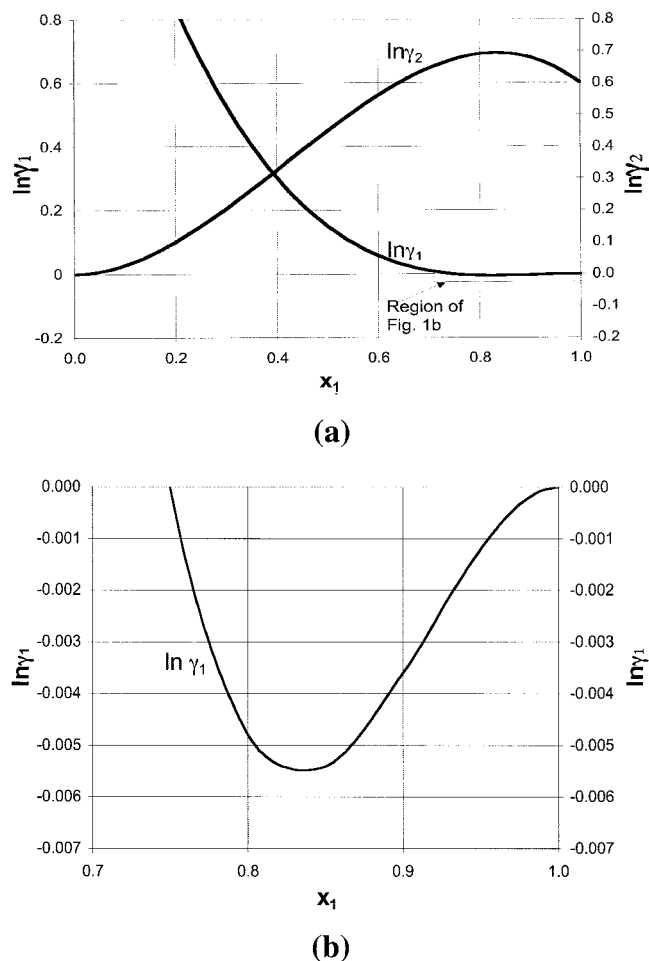 0.8
0.8
0.7
lnγ₂
0.6
0.6
0.5
lnγ₁
0.4
0.4
lnγ₂
0.3
0.2
0.2
lnγ₁
0.1
0
0.0
Region of
Fig. 1b
-0.1
-0.2
-0.2
0.0 0.2 0.4 0.6 0.8 1.0
x₁
(a)
0.000
0.000
-0.001
-0.001
-0.002
-0.002
-0.003
-0.003
ln γ₁
lnγ₁
lnγ₁
-0.004
-0.004
-0.005
-0.005
-0.006
-0.006
-0.007
-0.007
0.7 0.8 0.9 1.0
x₁
(b)